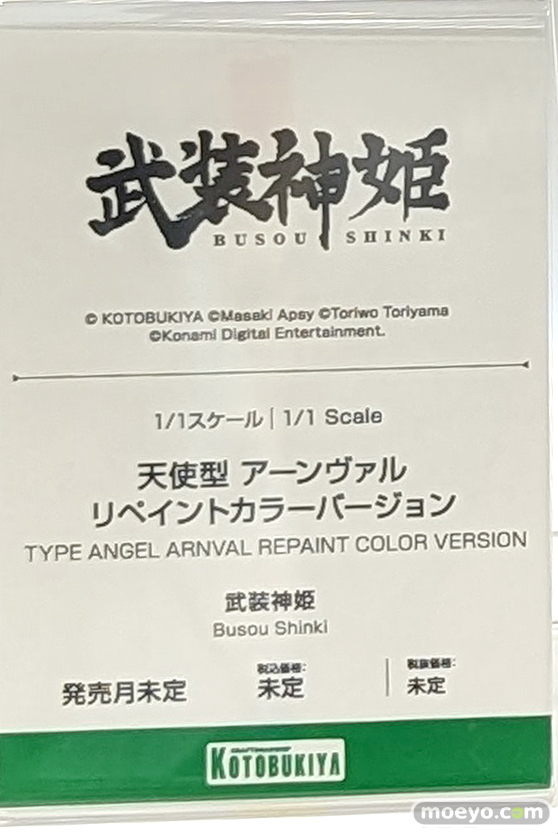 武装神姫
BUSOU SHINKI
© KOTOBUKIYA ©Masaki Apsy ©Toriwo Toriyama
©Konami Digital Entertainment.
1/1スケール | 1/1 Scale
天使型 アーンヴァル
リペイントカラーバージョン
TYPE ANGEL ARNVAL REPAINT COLOR VERSION
武装神姫
Busou Shinki
発売月未定
税込価格:
未定
税抜価格:
未定
KOTOBUKIYA
moeyo.com